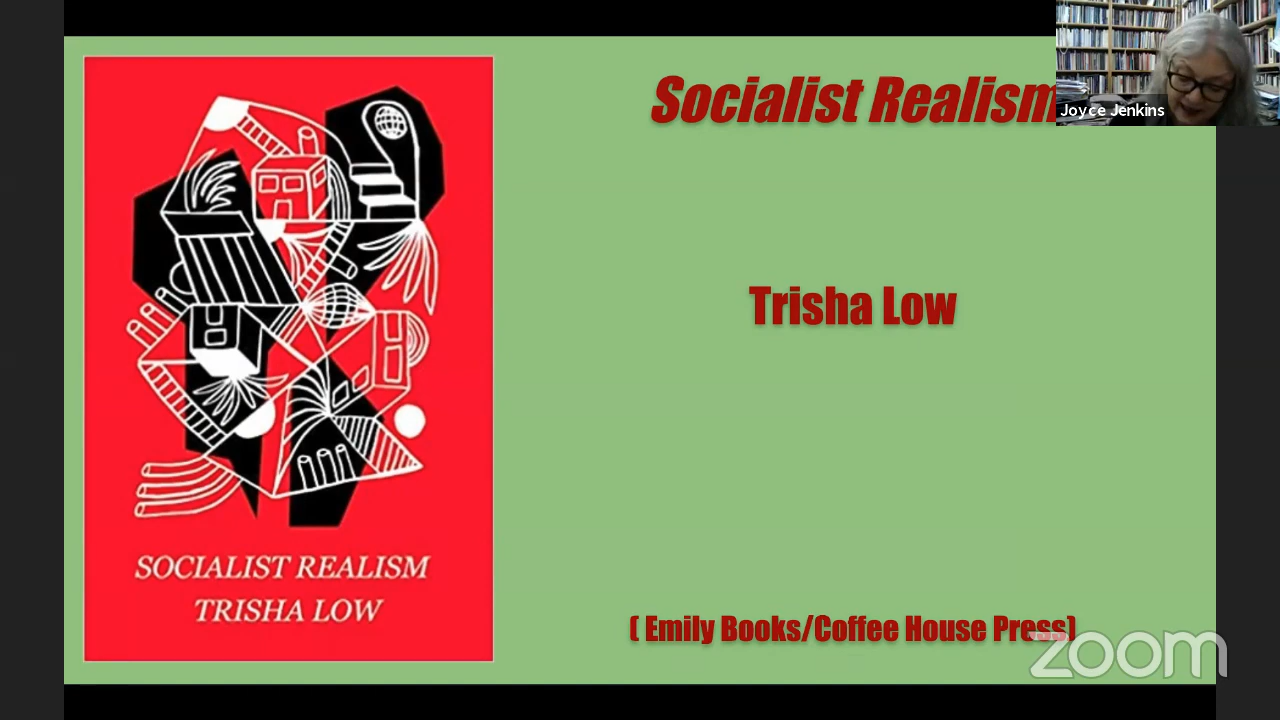 Socialist Realism
Joyce Jenkins
Trisha Low
SOCIALIST REALISM
TRISHA LOW
( Emily Books/Coffee House Press)
zoom